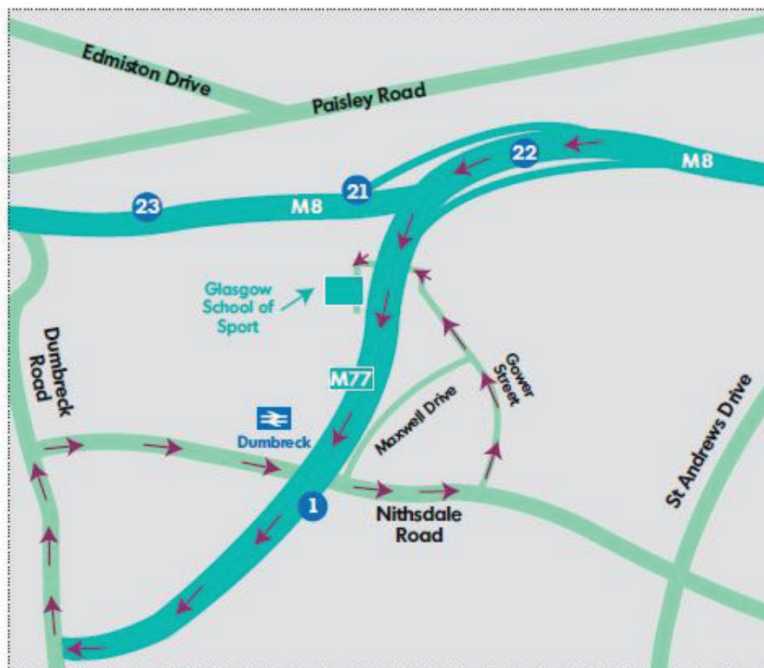 Edmiston Drive
Paisley Road
22
M8
21
23
M8
Glasgow
School of
Sport
Dumbreck
Road
M77
Gower
Street
Maxwell Drive
Dumbreck
St Andrews Drive
1
Nithsdale
Road